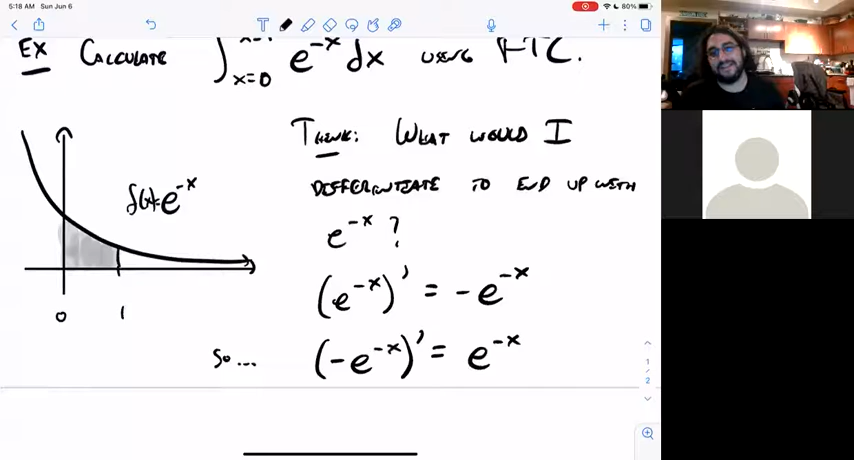 5:18 AM Sun Jun 6
80%
EX CALCULATE ∫ x=0 e^-x dx USING FTC.
THINK: WHAT WOULD I
DIFFERENTIATE TO END UP WITH
f(x)=e^-x
e^-x ?
(e^-x)' = -e^-x
0 1
SO... (-e^-x)' = e^-x
1
/
2